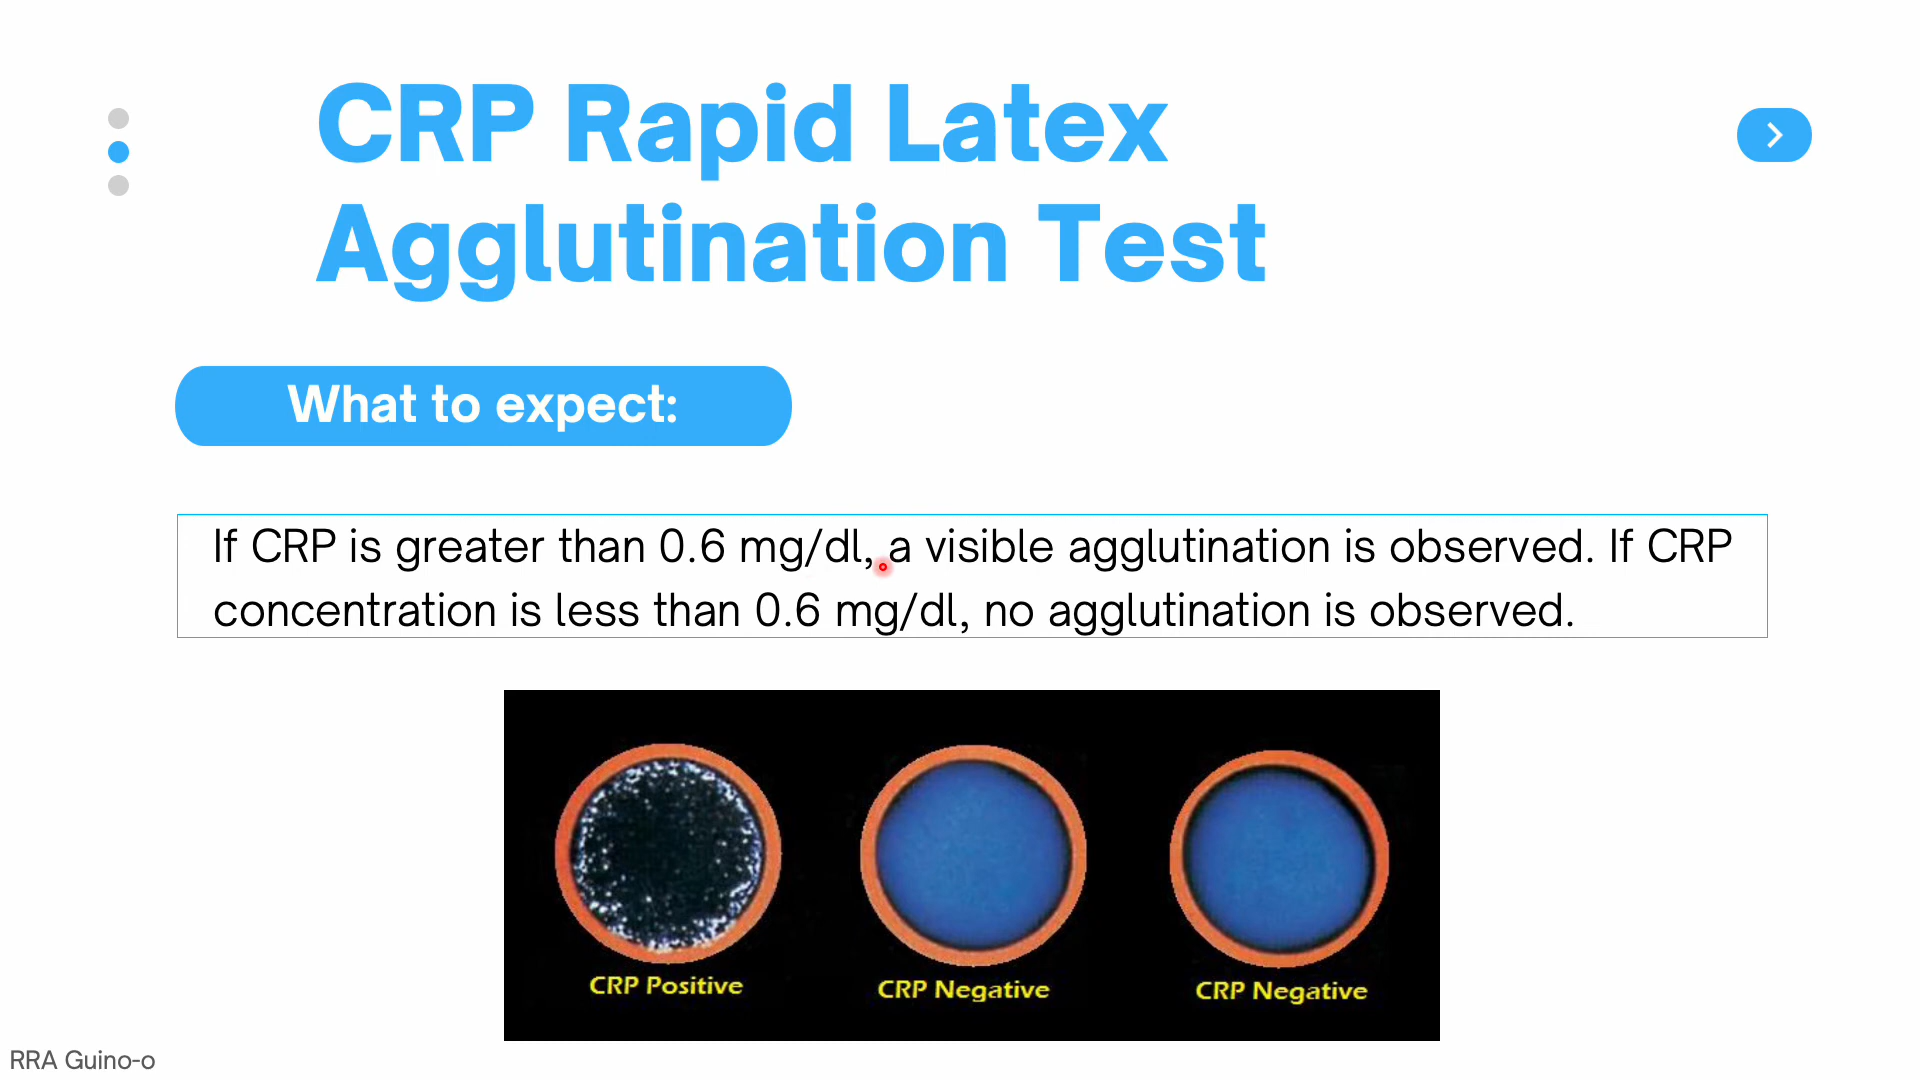 CRP Rapid Latex
Agglutination Test
What to expect:
If CRP is greater than 0.6 mg/dl, a visible agglutination is observed. If CRP
concentration is less than 0.6 mg/dl, no agglutination is observed.
CRP Positive
CRP Negative
CRP Negative
RRA Guino-o